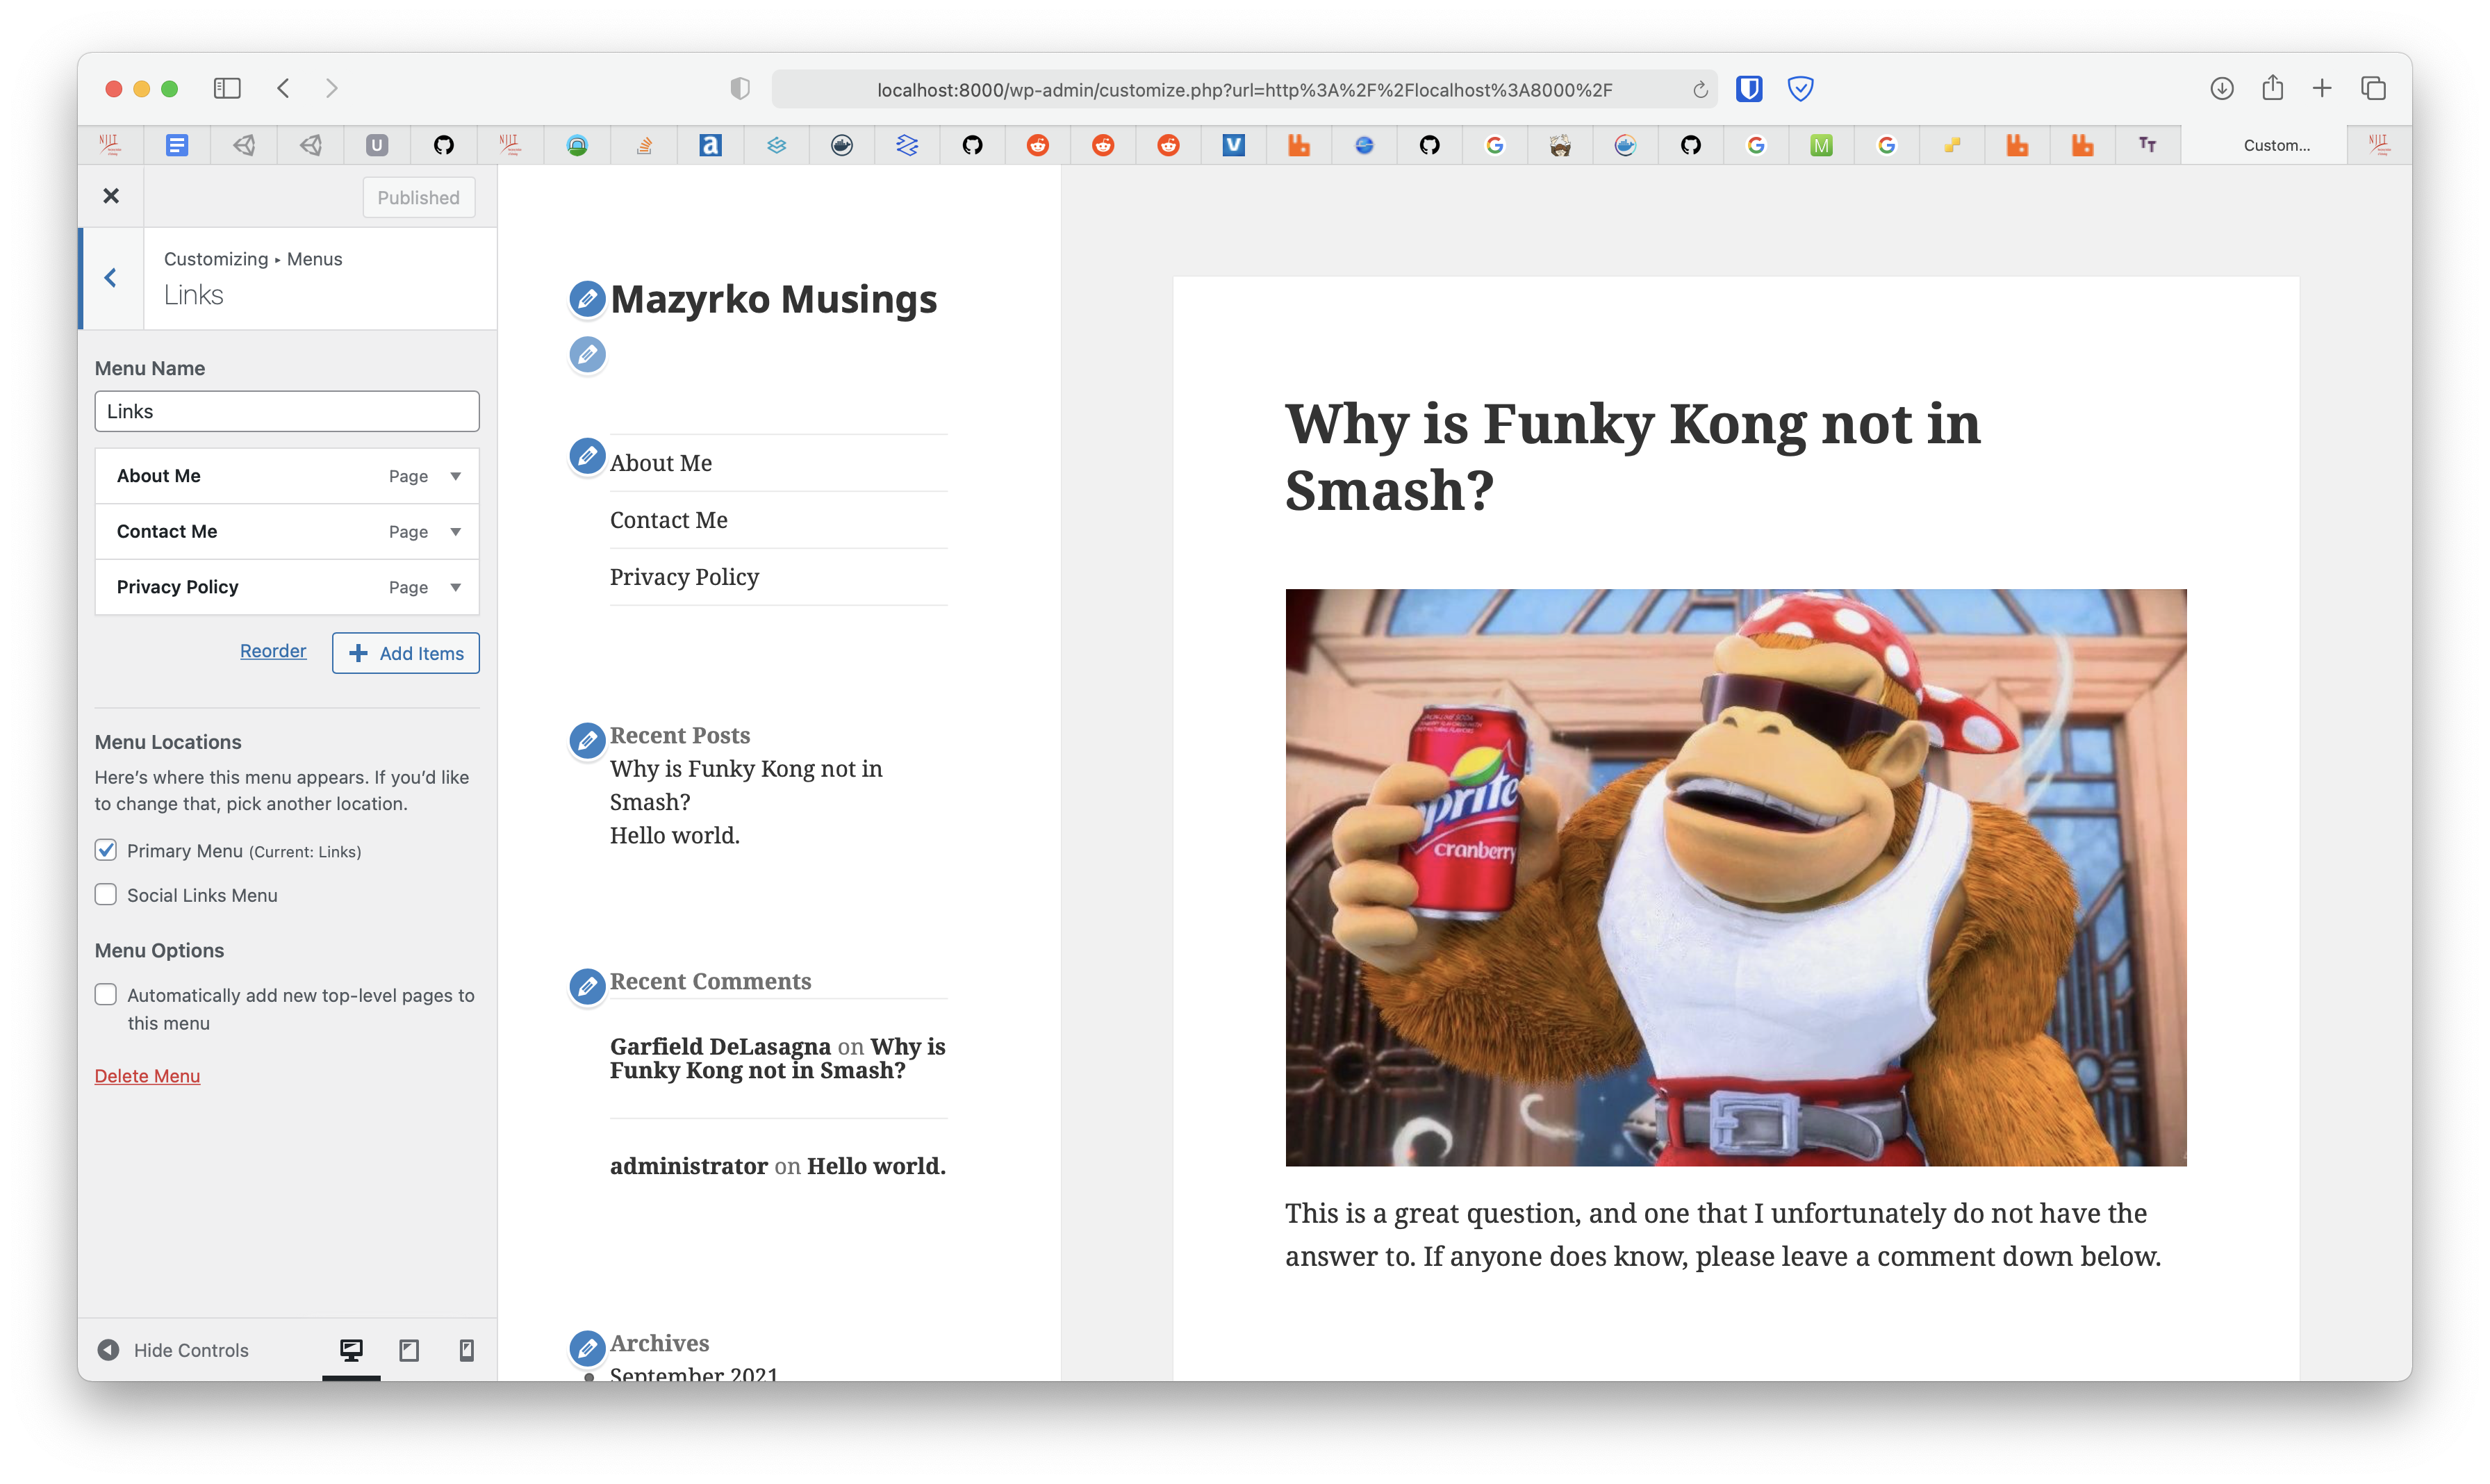 localhost:8000/wp-admin/customize.php?url=http%3A%2F%2Flocalhost%3A8000%2F
U
a
V
M
TT
Custom...
Published
Customizing ▸ Menus
Links
Menu Name
Links
About Me Page
Contact Me Page
Privacy Policy Page
Reorder
Add Items
Menu Locations
Here’s where this menu appears. If you’d like
to change that, pick another location.
Primary Menu (Current: Links)
Social Links Menu
Menu Options
Automatically add new top-level pages to
this menu
Delete Menu
Hide Controls
Mazyrko Musings
About Me
Contact Me
Privacy Policy
Recent Posts
Why is Funky Kong not in
Smash?
Hello world.
Recent Comments
Garfield DeLasagna on Why is
Funky Kong not in Smash?
administrator on Hello world.
Archives
September 2021
Why is Funky Kong not in
Smash?
Sprite
cranberry
This is a great question, and one that I unfortunately do not have the
answer to. If anyone does know, please leave a comment down below.